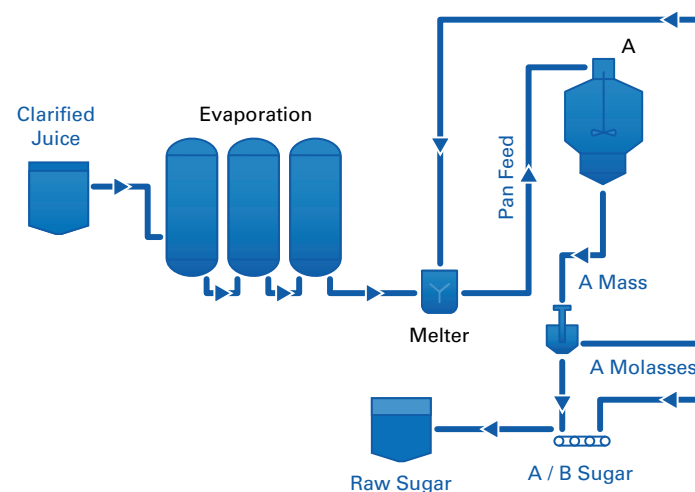 A
Evaporation
Clarified
Juice
Pan Feed
A Mass
Melter
A Molasses
A / B Sugar
Raw Sugar